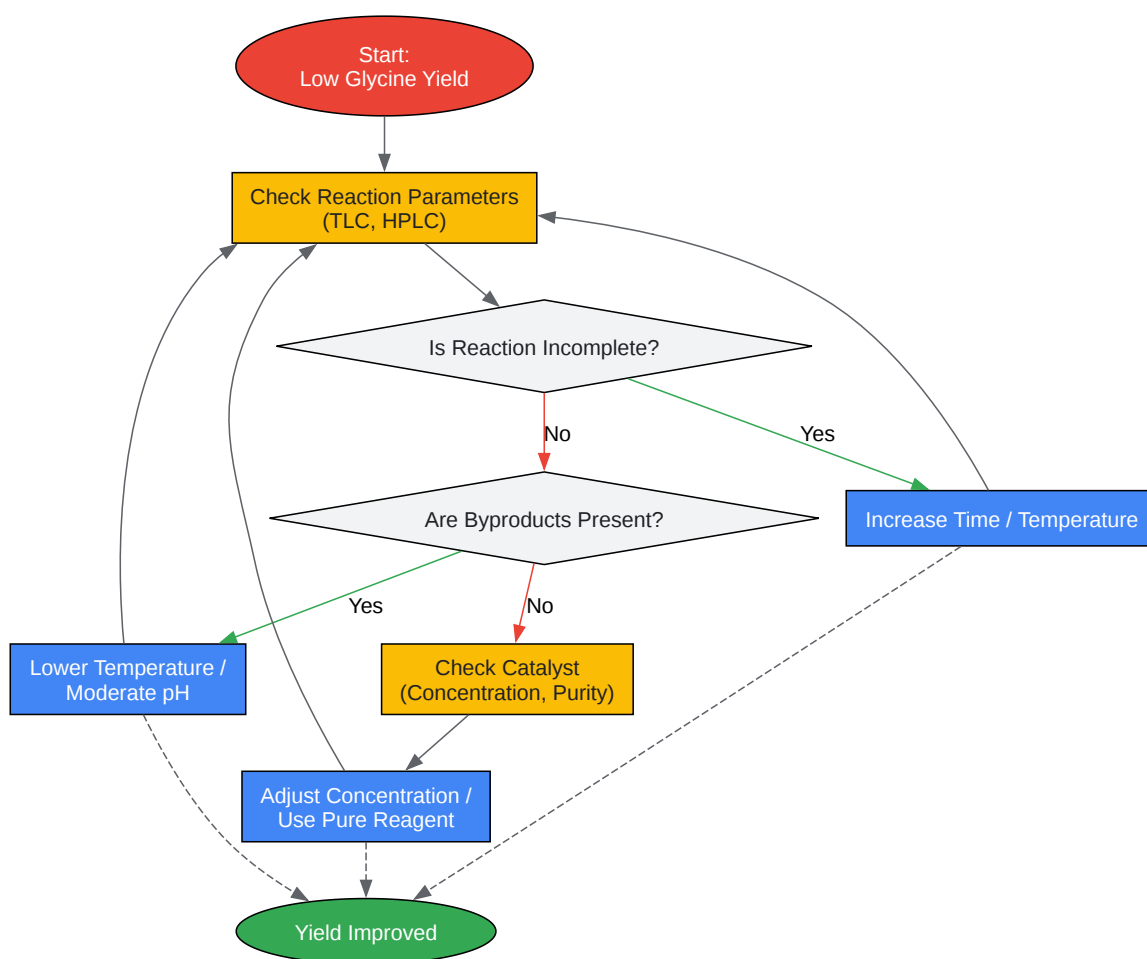 Start:
Low Glycine Yield
Check Reaction Parameters
(TLC, HPLC)
Is Reaction Incomplete?
No
Yes
Are Byproducts Present?
Increase Time / Temperature
Yes
No
Lower Temperature /
Moderate pH
Check Catalyst
(Concentration, Purity)
Adjust Concentration /
Use Pure Reagent
Yield Improved